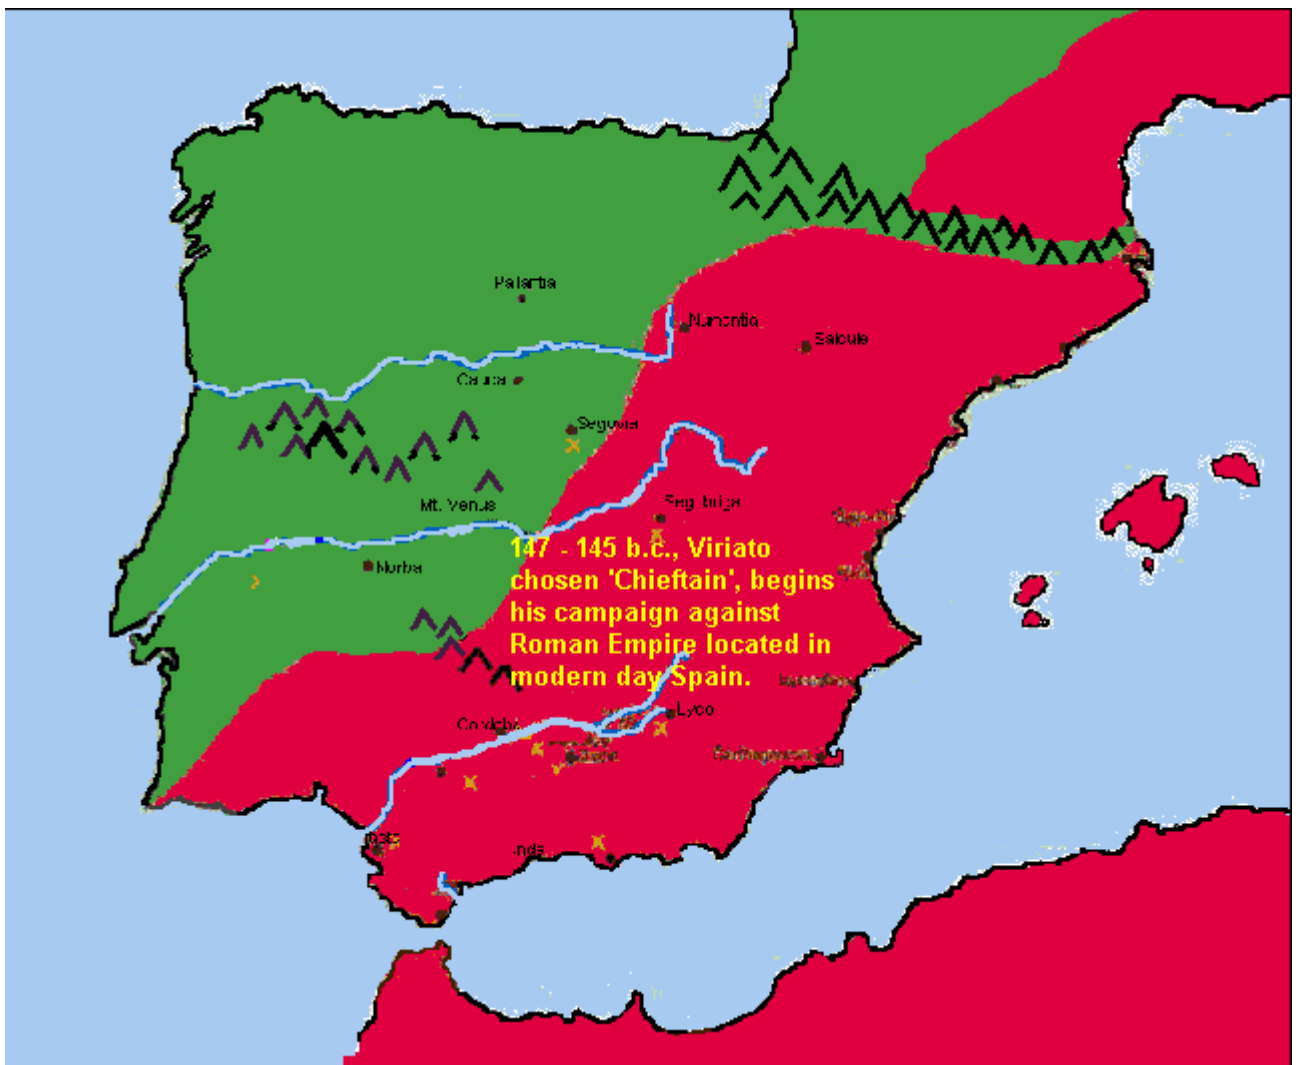 Pallantia
Numantia
Salcule
Cauca
Segovia
Mt. Venus
Segobriga
147 - 145 b.c., Viriato
chosen 'Chieftain', begins
his campaign against
Roman Empire located in
modern day Spain.
Norba
Cordoba
Lyco